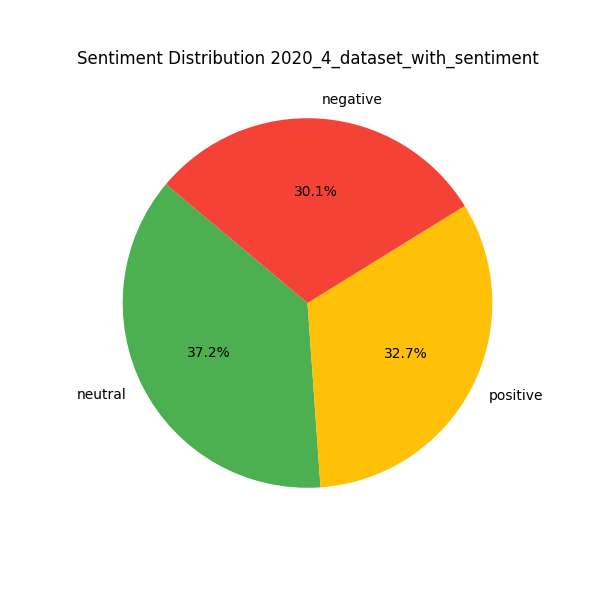 Sentiment Distribution 2020_4_dataset_with_sentiment
negative
30.1%
37.2%
32.7%
neutral
positive